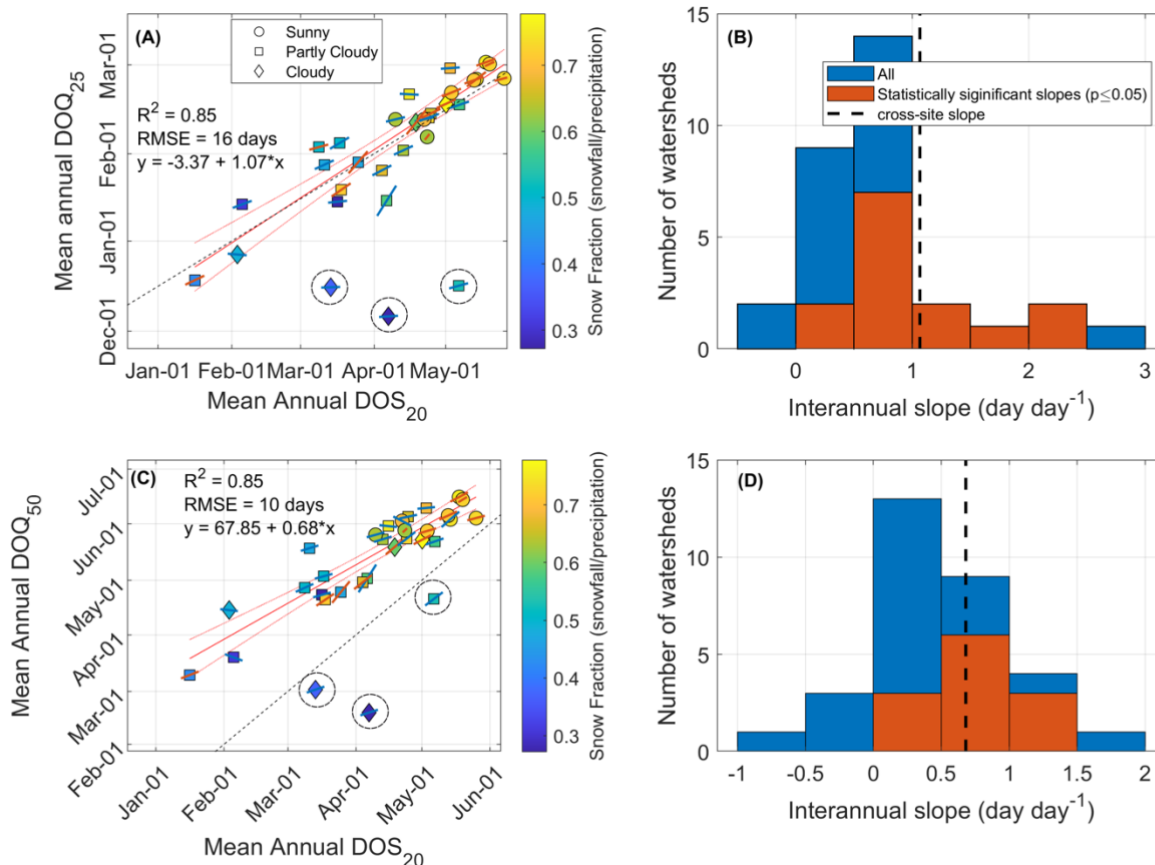 (A)
Sunny
Partly Cloudy
Cloudy
R2 = 0.85
RMSE = 16 days
y = -3.37 + 1.07*x
Mean annual DOQ25
Mar-01
Feb-01
Jan-01
Dec-01
Jan-01 Feb-01 Mar-01 Apr-01 May-01
Mean Annual DOS20
0.7
0.6
0.5
0.4
0.3
Snow Fraction (snowfall/precipitation)
(B)
All
Statistically siginificant slopes (p≤0.05)
cross-site slope
Number of watersheds
15
10
5
0
0 1 2 3
Interannual slope (day day-1)
(C)
R2 = 0.85
RMSE = 10 days
y = 67.85 + 0.68*x
Mean Annual DOQ50
Jul-01
Jun-01
May-01
Apr-01
Mar-01
Feb-01
Jan-01 Feb-01 Mar-01 Apr-01 May-01 Jun-01
Mean Annual DOS20
0.7
0.6
0.5
0.4
0.3
Snow Fraction (snowfall/precipitation)
(D)
Number of watersheds
15
10
5
0
-1 -0.5 0 0.5 1 1.5 2
Interannual slope (day day-1)